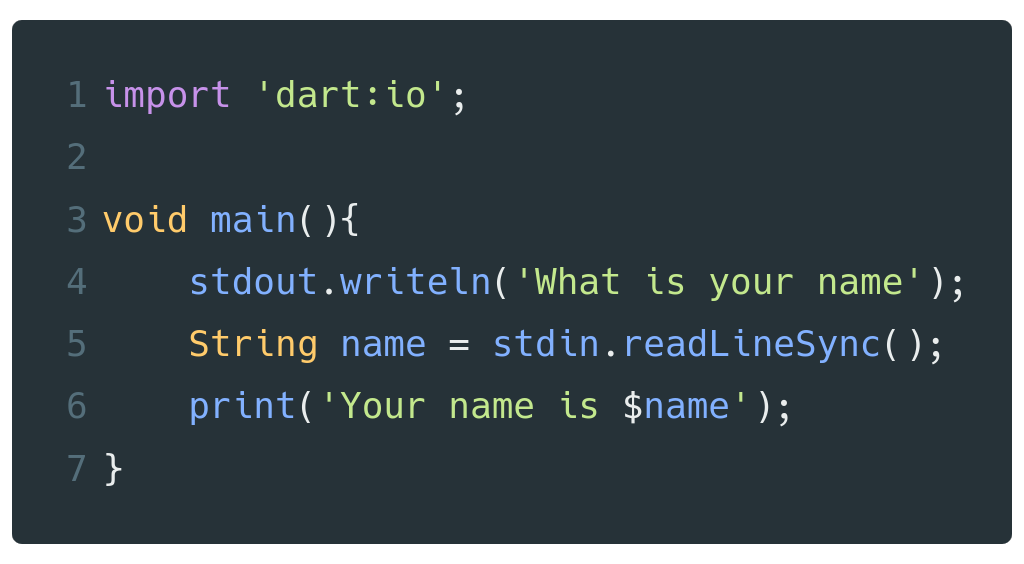 1 import 'dart:io';
2
3 void main(){
4     stdout.writeln('What is your name');
5     String name = stdin.readLineSync();
6     print('Your name is $name');
7 }